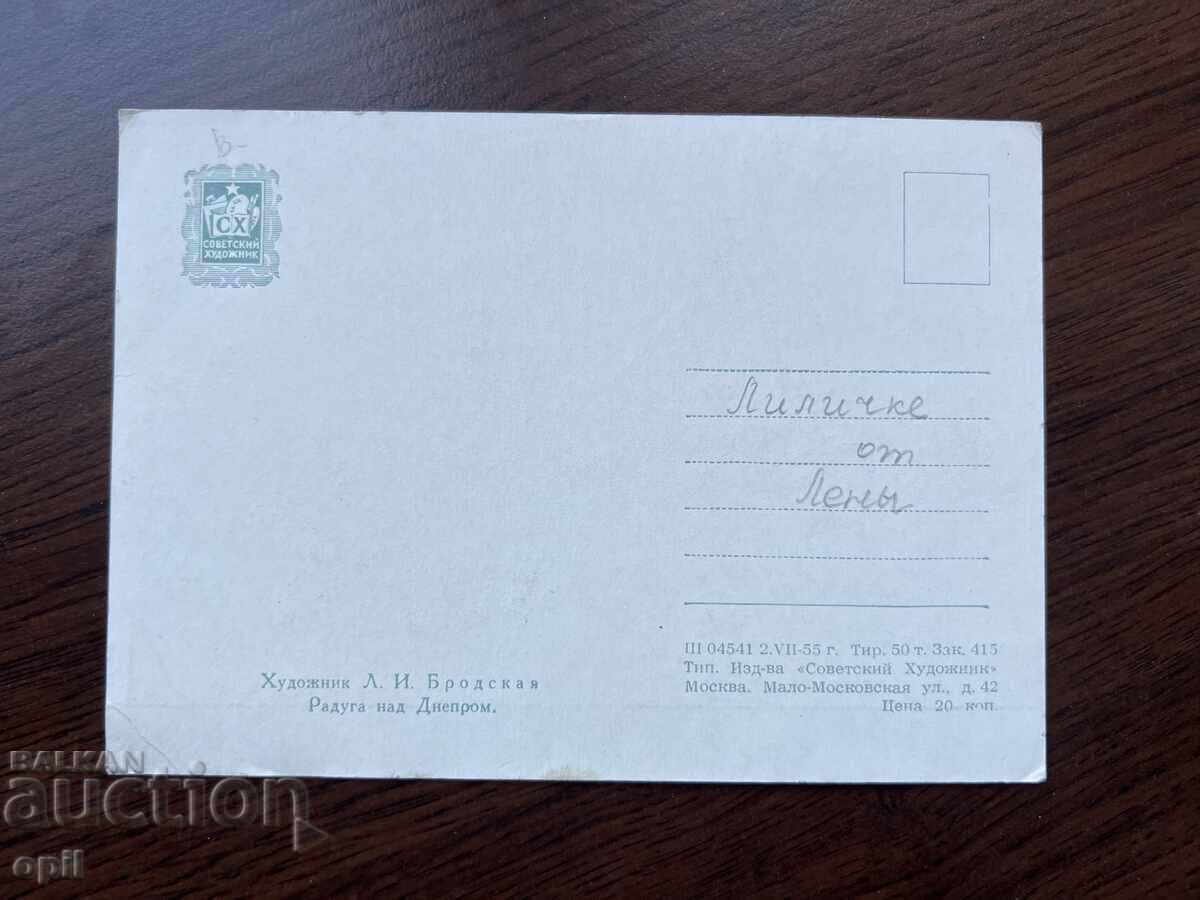 СХ
СОВЕТСКИЙ
ХУДОЖНИК
Лиличке
от
Лены
Художник Л. И. Бродская
Радуга над Днепром.
Ш 04541 2.VII-55 г. Тир. 50 т. Зак. 415
Тип. Изд-ва «Советский Художник»
Москва. Мало-Московская ул., д. 42
Цена 20 коп.
BALKAN
auction
opil